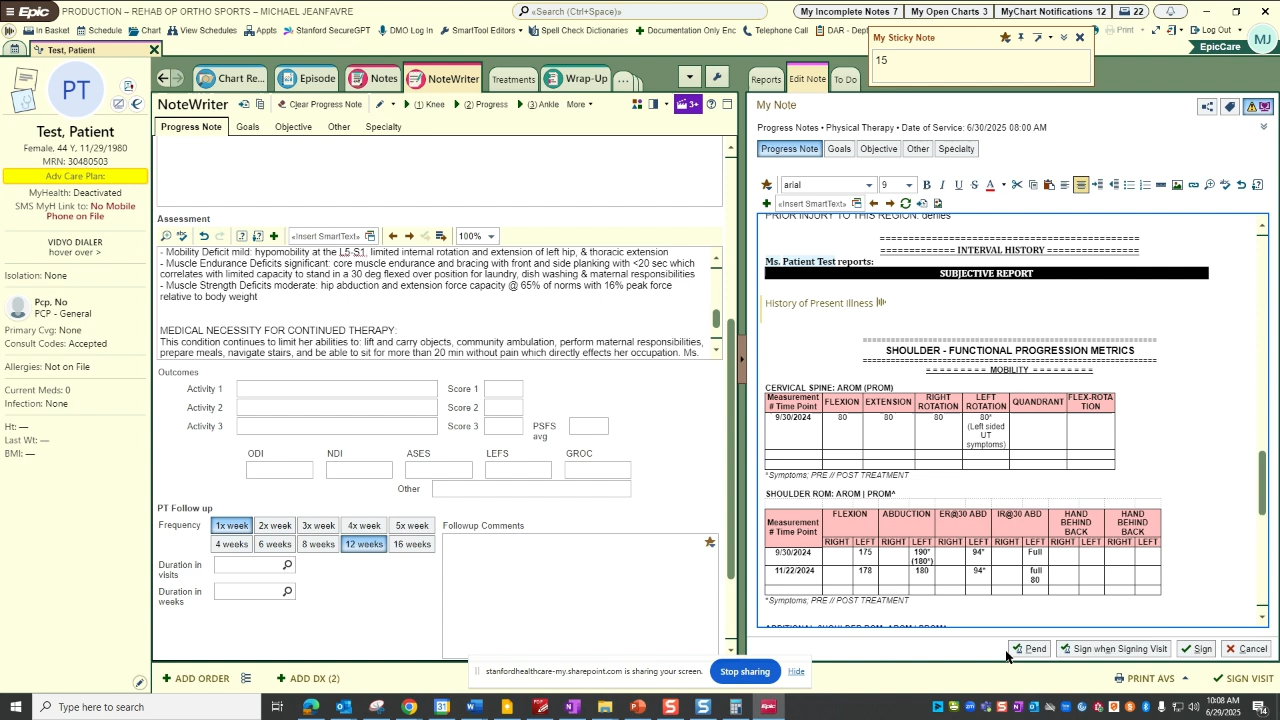 Epic PRODUCTION – REHAB OP ORTHO SPORTS – MICHAEL JEANFAVRE
«Search (Ctrl+Space)»
My Incomplete Notes 7 My Open Charts 3 MyChart Notifications 12 22
In Basket Schedule Chart View Schedules Appts Stanford SecureGPT DMO Log In SmartTool Editors Spell Check Dictionaries Documentation Only Enc Telephone Call DAR - Dep Print Log Out
Test, Patient
My Sticky Note
15
MJ
EpicCare
PT
Test, Patient
Female, 44 Y, 11/29/1980
MRN: 30480503
Adv Care Plan:
MyHealth: Deactivated
SMS MyH Link to: No Mobile
Phone on File
VIDYO DIALER
hover over >
Isolation: None
Pcp, No
PCP - General
Primary Cvg: None
Consult Codes: Accepted
Allergies: Not on File
Current Meds: 0
Infection: None
Ht: —
Last Wt: —
BMI: —
Chart Re... Episode Notes NoteWriter Treatments Wrap-Up ...
NoteWriter Clear Progress Note (1) Knee (2) Progress (3) Ankle More 3+
Progress Note Goals Objective Other Specialty
Assessment
«Insert SmartText» 100%
- Mobility Deficit mild: hypomobility at the L5-S1, limited internal rotation and extension of left hip, & thoracic extension
- Muscle Endurance Deficits significant: core muscle endurance and bracing with front and side planking with <20 sec which
correlates with limited capacity to stand in a 30 deg flexed over position for laundry, dish washing & maternal responsibilities
- Muscle Strength Deficits moderate: hip abduction and extension force capacity @ 65% of norms with 16% peak force
relative to body weight
MEDICAL NECESSITY FOR CONTINUED THERAPY:
This condition continues to limit her abilities to: lift and carry objects, community ambulation, perform maternal responsibilities,
prepare meals, navigate stairs, and be able to sit for more than 20 min without pain which directly effects her occupation. Ms.
Outcomes
Activity 1 Score 1
Activity 2 Score 2
Activity 3 Score 3 PSFS
avg
ODI NDI ASES LEFS GROC
Other
PT Follow up
Frequency 1x week 2x week 3x week 4x week 5x week
4 weeks 6 weeks 8 weeks 12 weeks 16 weeks
Duration in
visits
Duration in
weeks
Followup Comments
Reports Edit Note To Do
My Note
Progress Notes • Physical Therapy • Date of Service: 6/30/2025 08:00 AM
Progress Note Goals Objective Other Specialty
arial 9 B I U S A
«Insert SmartText»
PRIOR INJURY TO THIS REGION: denies
========== INTERVAL HISTORY ==========
Ms. Patient Test reports:
SUBJECTIVE REPORT
History of Present Illness
SHOULDER - FUNCTIONAL PROGRESSION METRICS
= = = = = = = = = MOBILITY = = = = = = = = =
CERVICAL SPINE: AROM (PROM)
Measurement # Time Point FLEXION EXTENSION RIGHT ROTATION LEFT ROTATION QUADRANT FLEX-ROTA TION
9/30/2024 80 80 80 80* (Left sided UT symptoms)
*Symptoms; PRE // POST TREATMENT
SHOULDER ROM: AROM | PROM^
Measurement # Time Point FLEXION ABDUCTION ER@30 ABD IR@30 ABD HAND BEHIND BACK HAND BEHIND BACK
RIGHT LEFT RIGHT LEFT RIGHT LEFT RIGHT LEFT RIGHT LEFT RIGHT LEFT
9/30/2024 175 190* (180*) 94* Full
11/22/2024 178 180 94* full 80
*Symptoms; PRE // POST TREATMENT
Pend Sign when Signing Visit Sign Cancel
stanfordhealthcare-my.sharepoint.com is sharing your screen. Stop sharing Hide
ADD ORDER ADD DX (2) PRINT AVS SIGN VISIT
Type here to search
10:08 AM
6/29/2025